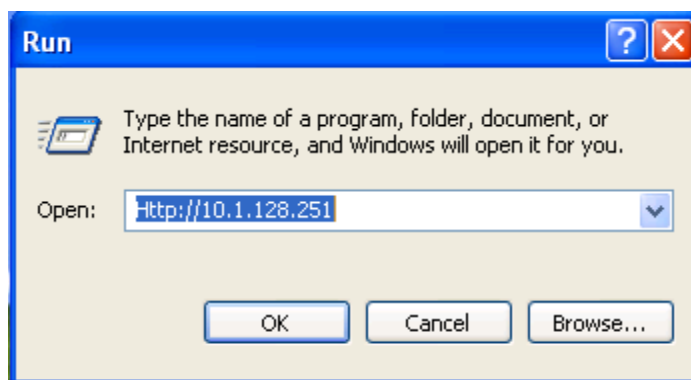 Run
Type the name of a program, folder, document, or
Internet resource, and Windows will open it for you.
Open: Http://10.1.128.251
OK Cancel Browse...